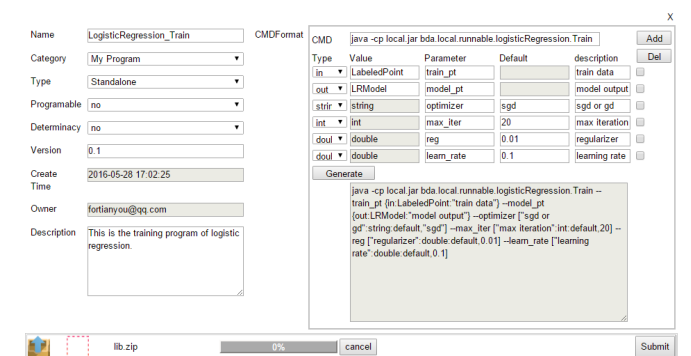 X
Name LogisticRegression_Train
Category My Program
Type Standalone
Programable no
Determinacy no
Version 0.1
Create Time 2016-05-28 17:02:25
Owner fortianyou@qq.com
Description This is the training program of logistic
regression.
CMDFormat
CMD java -cp local.jar bda.local.runnable.logisticRegression.Train Add
Type Value Parameter Default description Del
in LabeledPoint train_pt train data
out LRModel model_pt model output
strir string optimizer sgd sgd or gd
int int max_iter 20 max iteration
doul double reg 0.01 regularizer
doul double learn_rate 0.1 learning rate
Generate
java -cp local.jar bda.local.runnable.logisticRegression.Train --
train_pt {in:LabeledPoint:"train data"} --model_pt
{out:LRModel:"model output"} --optimizer ["sgd or
gd":string:default,"sgd"] --max_iter ["max iteration":int:default,20] --
reg ["regularizer":double:default,0.01] --learn_rate ["learning
rate":double:default,0.1]
lib.zip 0% cancel Submit